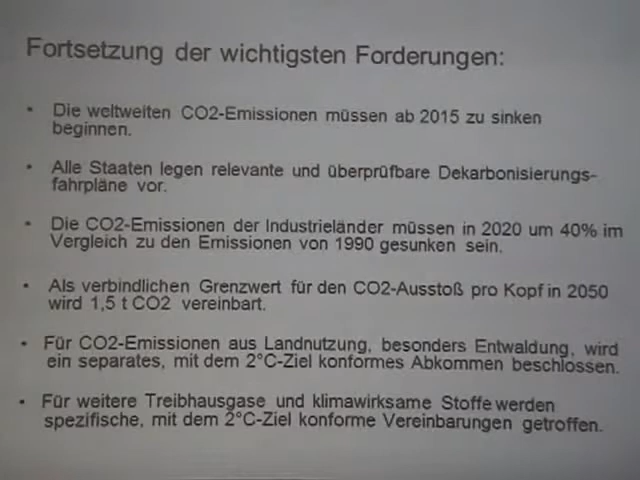 Fortsetzung der wichtigsten Forderungen:
• Die weltweiten CO2-Emissionen müssen ab 2015 zu sinken
beginnen.
• Alle Staaten legen relevante und überprüfbare Dekarbonisierungs-
fahrpläne vor.
• Die CO2-Emissionen der Industrieländer müssen in 2020 um 40% im
Vergleich zu den Emissionen von 1990 gesunken sein.
• Als verbindlichen Grenzwert für den CO2-Ausstoß pro Kopf in 2050
wird 1,5 t CO2 vereinbart.
• Für CO2-Emissionen aus Landnutzung, besonders Entwaldung, wird
ein separates, mit dem 2°C-Ziel konformes Abkommen beschlossen.
• Für weitere Treibhausgase und klimawirksame Stoffe werden
spezifische, mit dem 2°C-Ziel konforme Vereinbarungen getroffen.